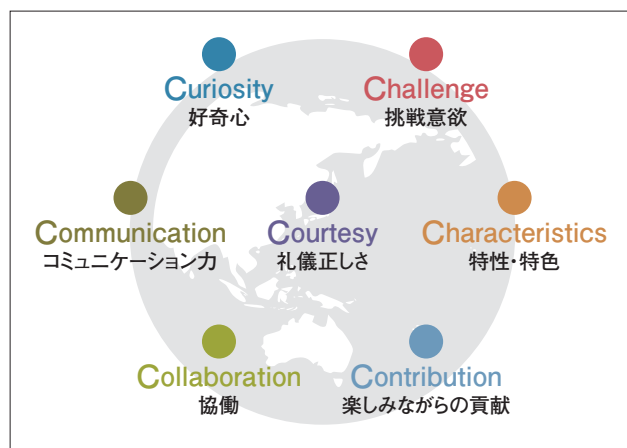 Curiosity
好奇心
Challenge
挑戦意欲
Communication
コミュニケーション力
Courtesy
礼儀正しさ
Characteristics
特性・特色
Collaboration
協働
Contribution
楽しみながらの貢献